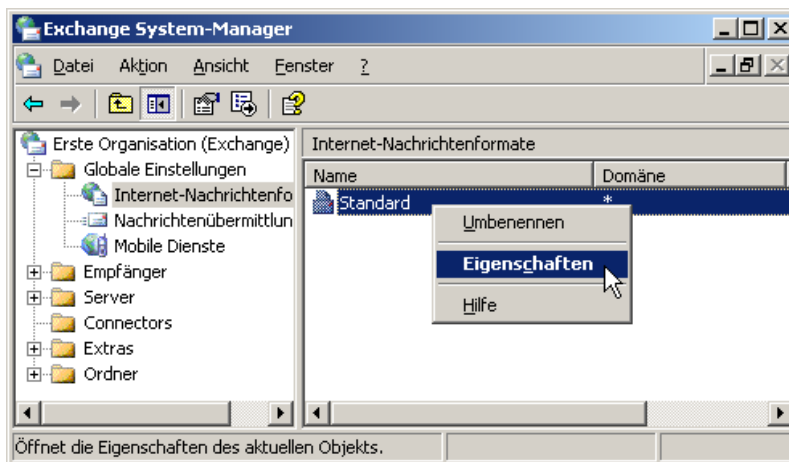 Exchange System-Manager
Datei Aktion Ansicht Fenster ?
Erste Organisation (Exchange)
Globale Einstellungen
Internet-Nachrichtenfo
Nachrichtenübermittlun
Mobile Dienste
Empfänger
Server
Connectors
Extras
Ordner
Internet-Nachrichtenformate
Name Domäne
Standard *
Umbenennen
Eigenschaften
Hilfe
Öffnet die Eigenschaften des aktuellen Objekts.